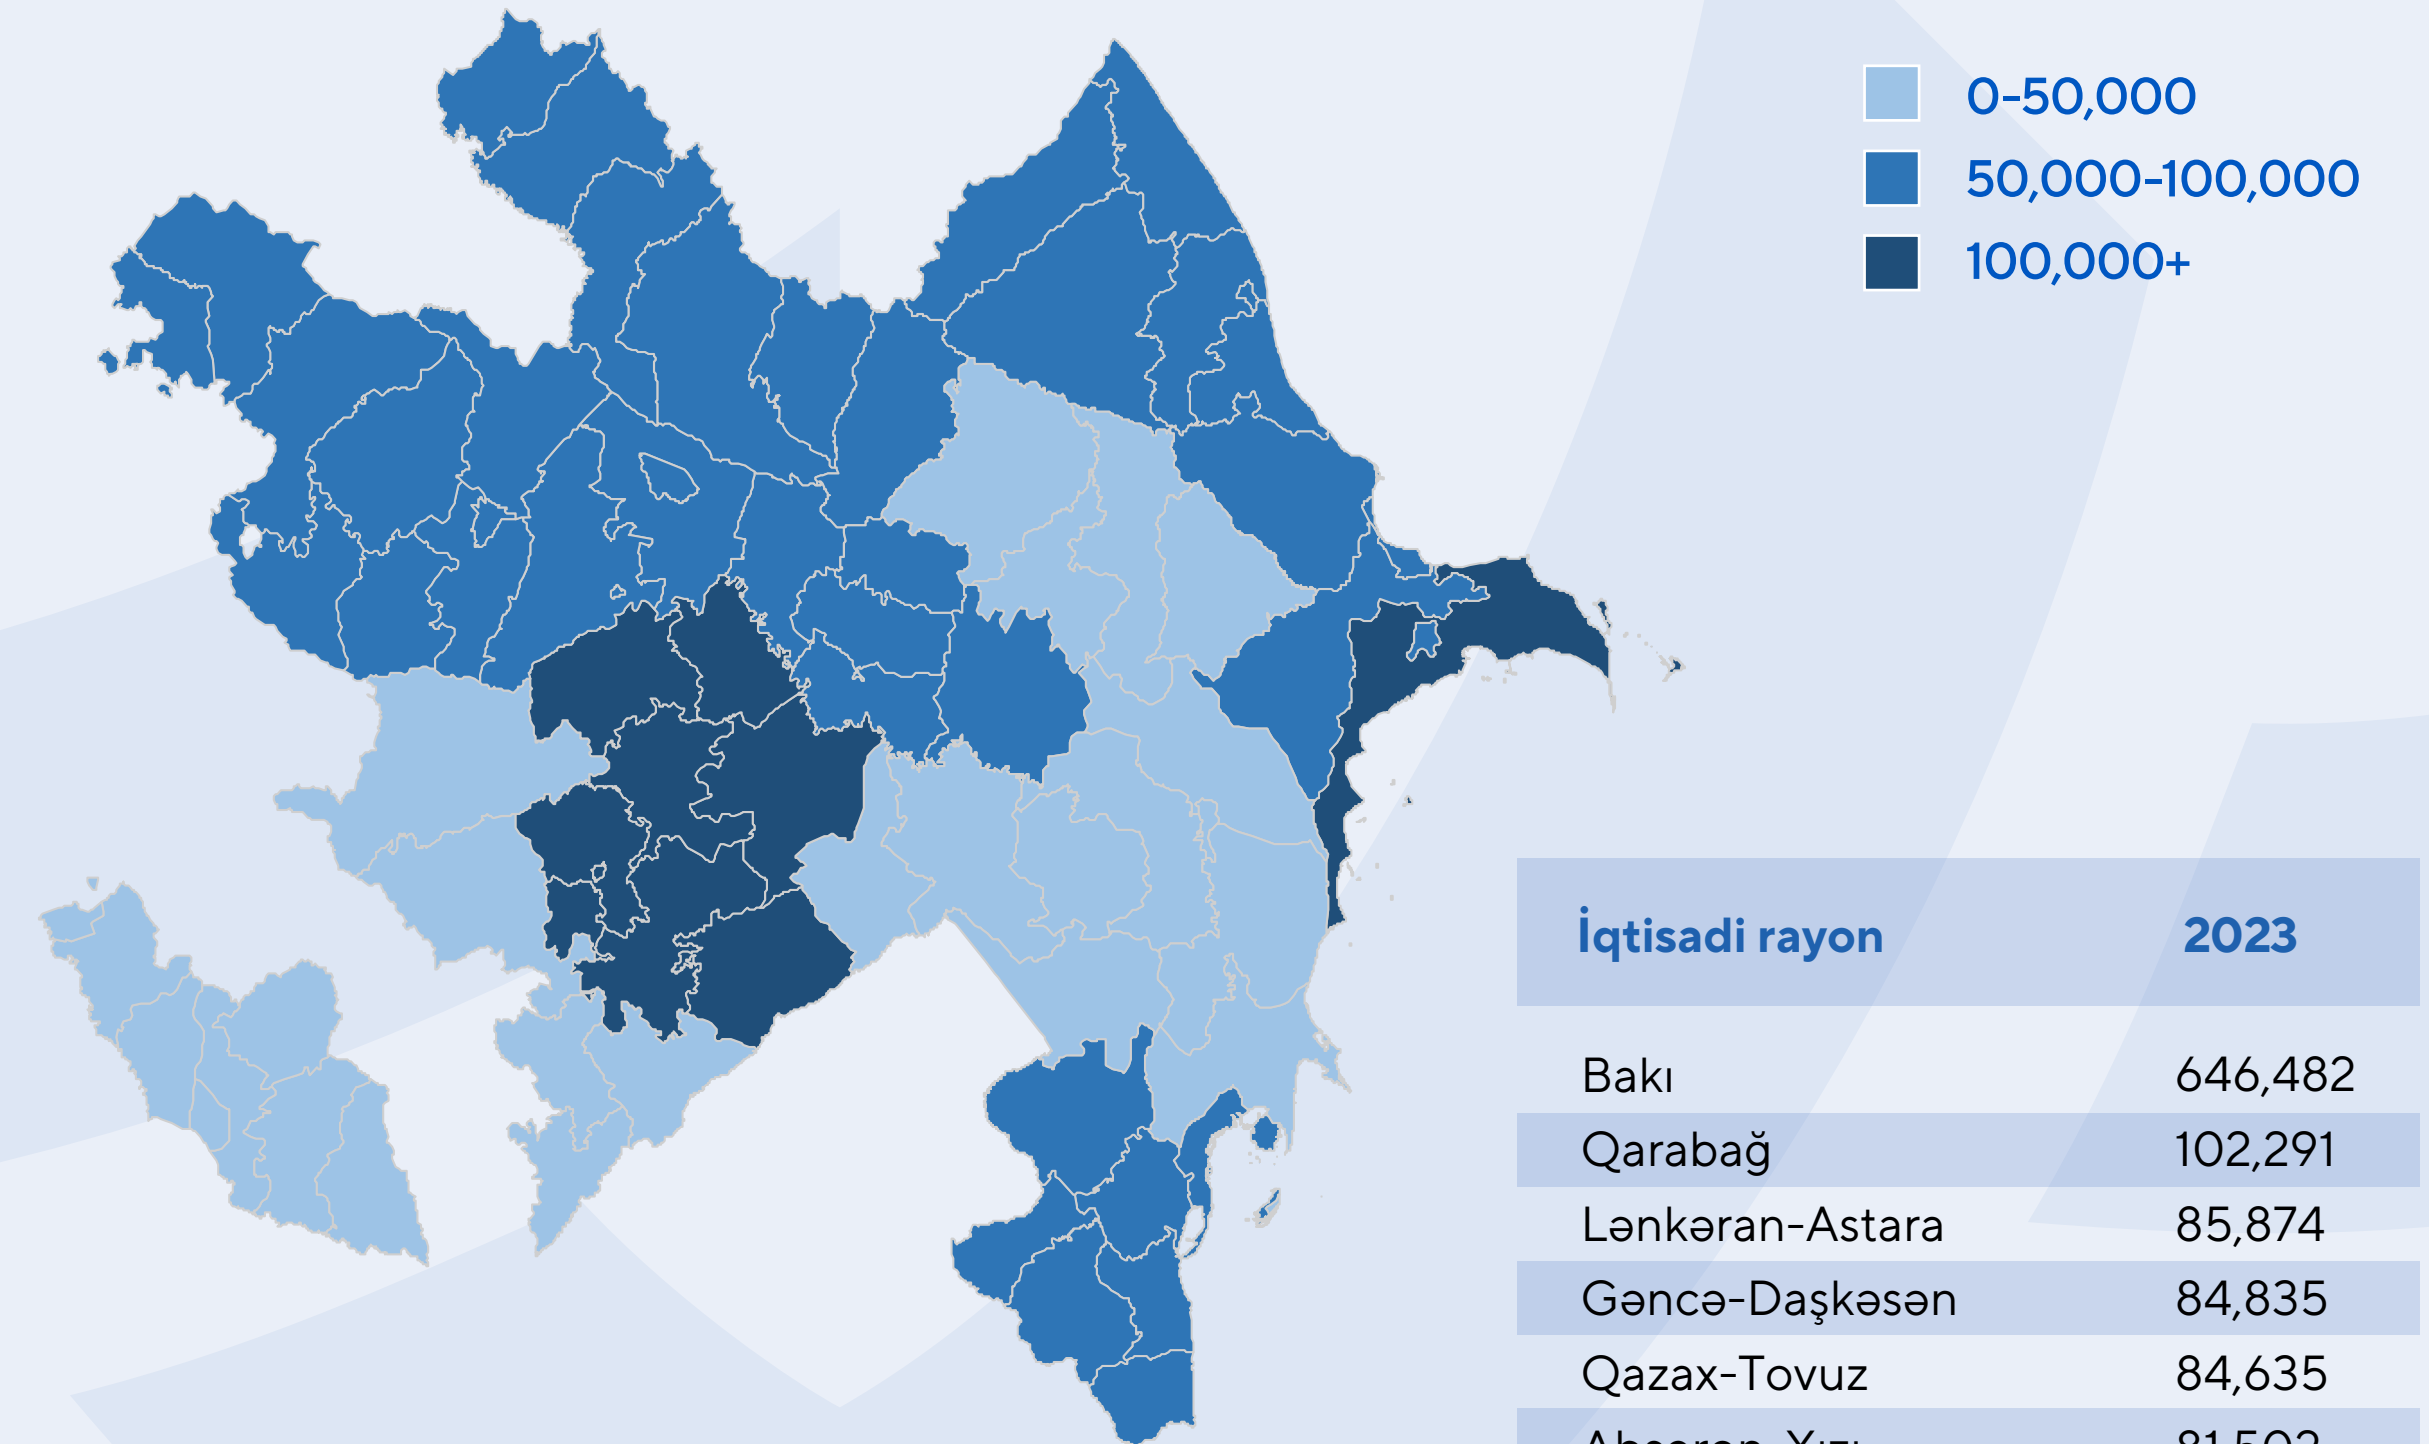 0-50,000
50,000-100,000
100,000+
İqtisadi rayon 2023
Bakı 646,482
Qarabağ 102,291
Lənkəran-Astara 85,874
Gəncə-Daşkəsən 84,835
Qazax-Tovuz 84,635